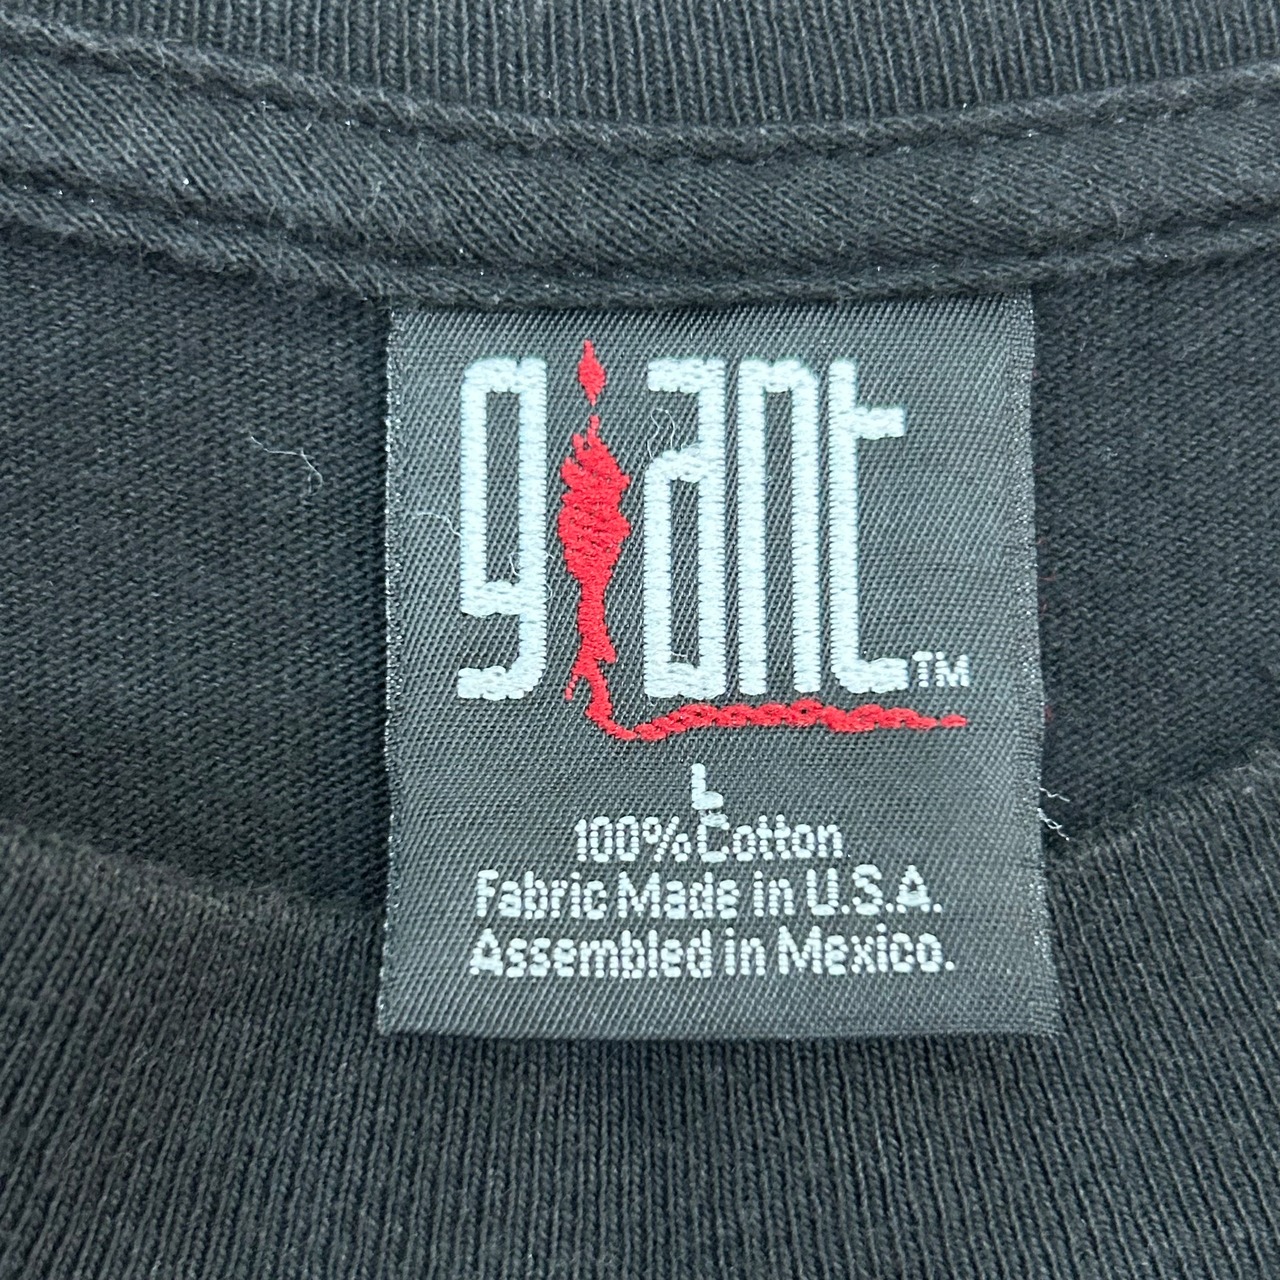 giant™
L
100% Cotton
Fabric Made in U.S.A.
Assembled in Mexico.